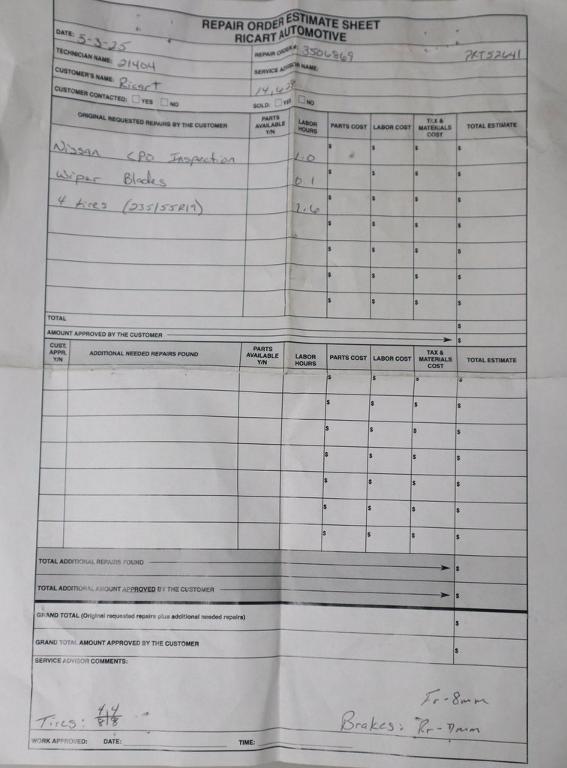 REPAIR ORDER ESTIMATE SHEET
RICART AUTOMOTIVE
DATE: 5-3-25
TECHNICIAN NAME: 21404 REPAIR ORDER#: 3506869 PKT52641
CUSTOMER'S NAME: Ricart SERVICE ADVISOR NAME:
CUSTOMER CONTACTED: YES NO SOLD: YES NO
ORIGINAL REQUESTED REPAIRS BY THE CUSTOMER PARTS AVAILABLE Y/N LABOR HOURS PARTS COST LABOR COST TAX & MATERIALS COST TOTAL ESTIMATE
Nissan CPO Inspection 1.0 $ $ $ $
Wiper Blades 0.1 $ $ $ $
4 tires (235/55R19) 1.6 $ $ $ $
$ $ $ $
$ $ $ $
$ $ $ $
$ $ $ $
TOTAL $
AMOUNT APPROVED BY THE CUSTOMER $
CUST. APPR. Y/N ADDITIONAL NEEDED REPAIRS FOUND PARTS AVAILABLE Y/N LABOR HOURS PARTS COST LABOR COST TAX & MATERIALS COST TOTAL ESTIMATE
$ $ $ $
$ $ $ $
$ $ $ $
$ $ $ $
$ $ $ $
$ $ $ $
$ $ $ $
TOTAL ADDITIONAL REPAIRS FOUND $
TOTAL ADDITIONAL AMOUNT APPROVED BY THE CUSTOMER $
GRAND TOTAL (Original requested repairs plus additional needed repairs) $
GRAND TOTAL AMOUNT APPROVED BY THE CUSTOMER $
SERVICE ADVISOR COMMENTS:
Fr-8mm
Tires: 8|8 Brakes: Rr-7mm
WORK APPROVED: DATE: TIME: